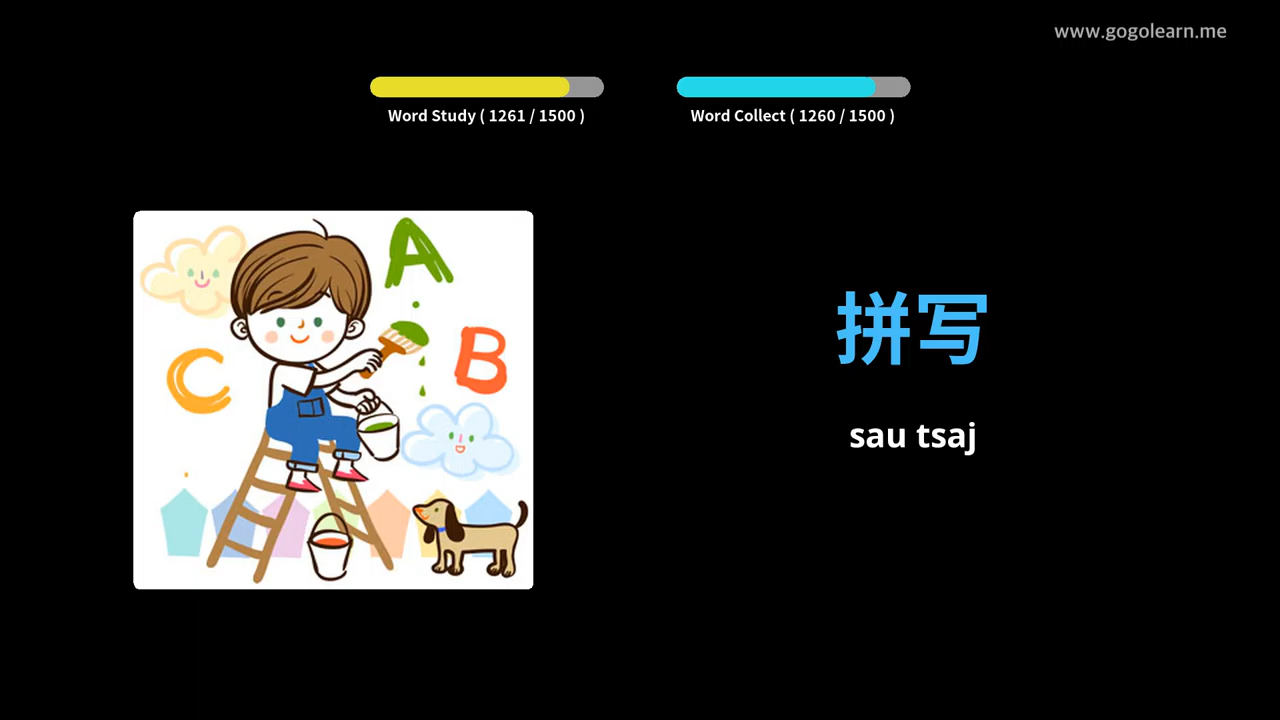 www.gogolearn.me
Word Study ( 1261 / 1500 )
Word Collect ( 1260 / 1500 )
A
B
C
拼写
sau tsaj